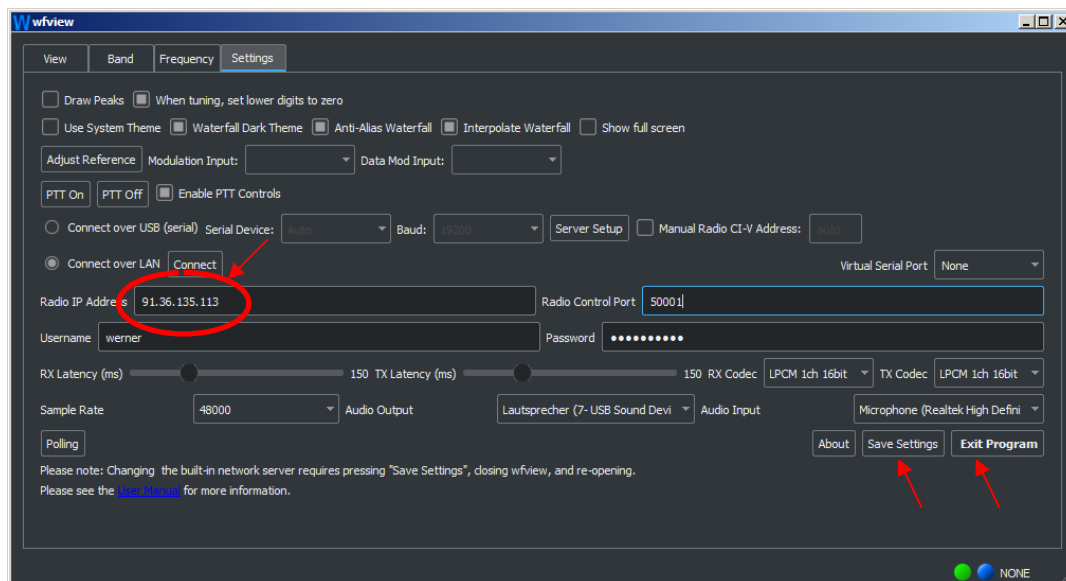 wfview
View Band Frequency Settings
Draw Peaks When tuning, set lower digits to zero
Use System Theme Waterfall Dark Theme Anti-Alias Waterfall Interpolate Waterfall Show full screen
Adjust Reference Modulation Input: Data Mod Input:
PTT On PTT Off Enable PTT Controls
Connect over USB (serial) Serial Device: Auto Baud: 19200 Server Setup Manual Radio CI-V Address: auto
Connect over LAN Connect Virtual Serial Port None
Radio IP Address 91.36.135.113 Radio Control Port 50001
Username werner Password ●●●●●●●●●●
RX Latency (ms) 150 TX Latency (ms) 150 RX Codec LPCM 1ch 16bit TX Codec LPCM 1ch 16bit
Sample Rate 48000 Audio Output Lautsprecher (7- USB Sound Devi Audio Input Microphone (Realtek High Defini
Polling About Save Settings Exit Program
Please note: Changing the built-in network server requires pressing "Save Settings", closing wfview, and re-opening.
Please see the User Manual for more information.
NONE